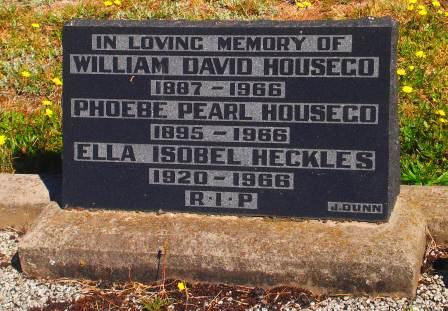 IN LOVING MEMORY OF
WILLIAM DAVID HOUSEGO
1887-1966
PHOEBE PEARL HOUSEGO
1895-1966
ELLA ISOBEL HECKLES
1920-1966
R·I·P
J.DUNN